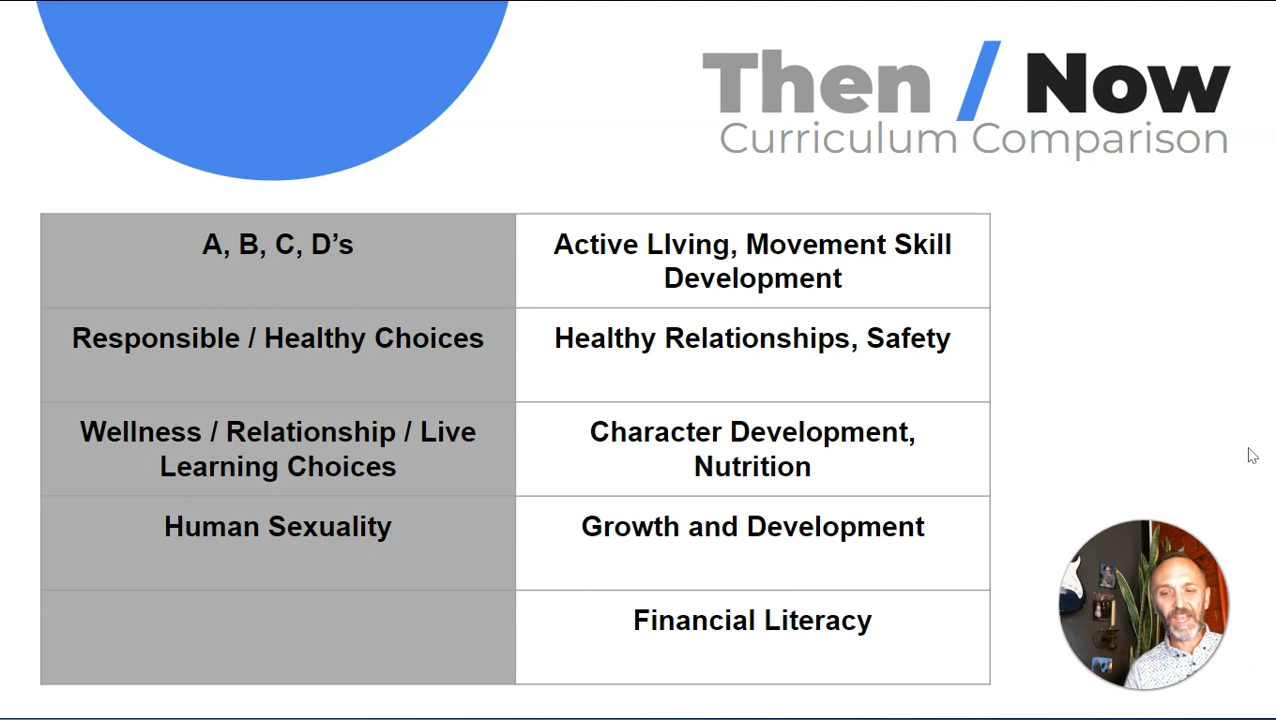 Then / Now
Curriculum Comparison
A, B, C, D’s
Active LIving, Movement Skill
Development
Responsible / Healthy Choices
Healthy Relationships, Safety
Wellness / Relationship / Live
Learning Choices
Character Development,
Nutrition
Human Sexuality
Growth and Development
Financial Literacy